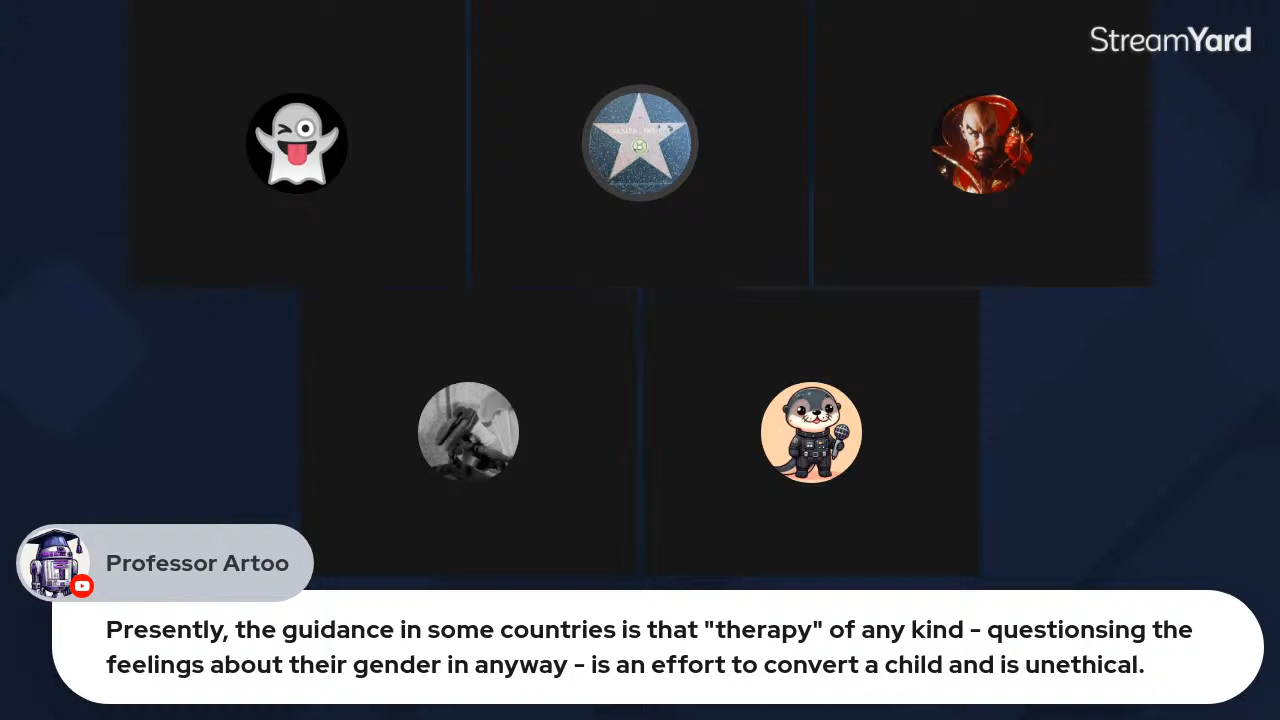 StreamYard
Professor Artoo
Presently, the guidance in some countries is that "therapy" of any kind - questionsing the
feelings about their gender in anyway - is an effort to convert a child and is unethical.